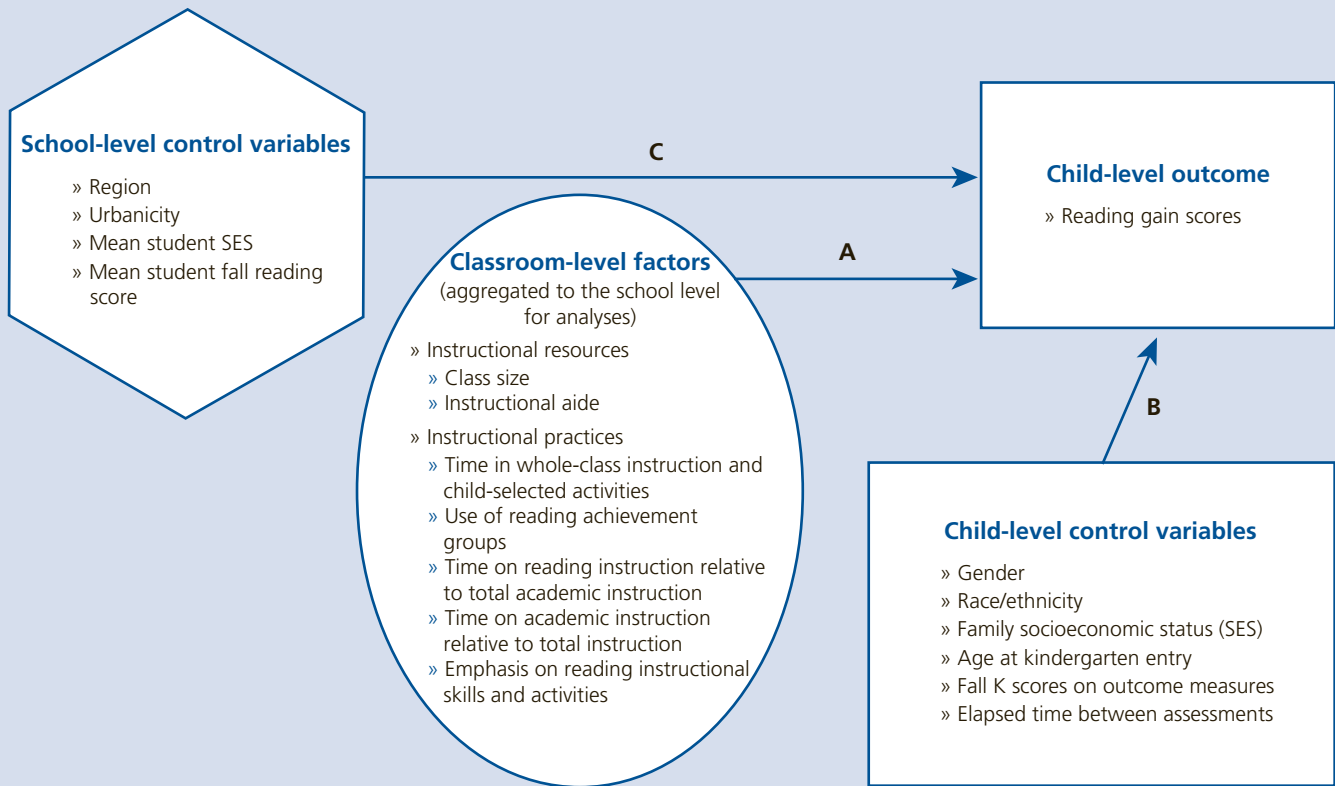 School-level control variables
» Region
» Urbanicity
» Mean student SES
» Mean student fall reading
score
C
Child-level outcome
» Reading gain scores
A
Classroom-level factors
(aggregated to the school level
for analyses)
» Instructional resources
» Class size
» Instructional aide
» Instructional practices
» Time in whole-class instruction and
child-selected activities
» Use of reading achievement
groups
» Time on reading instruction relative
to total academic instruction
» Time on academic instruction
relative to total instruction
» Emphasis on reading instructional
skills and activities
B
Child-level control variables
» Gender
» Race/ethnicity
» Family socioeconomic status (SES)
» Age at kindergarten entry
» Fall K scores on outcome measures
» Elapsed time between assessments